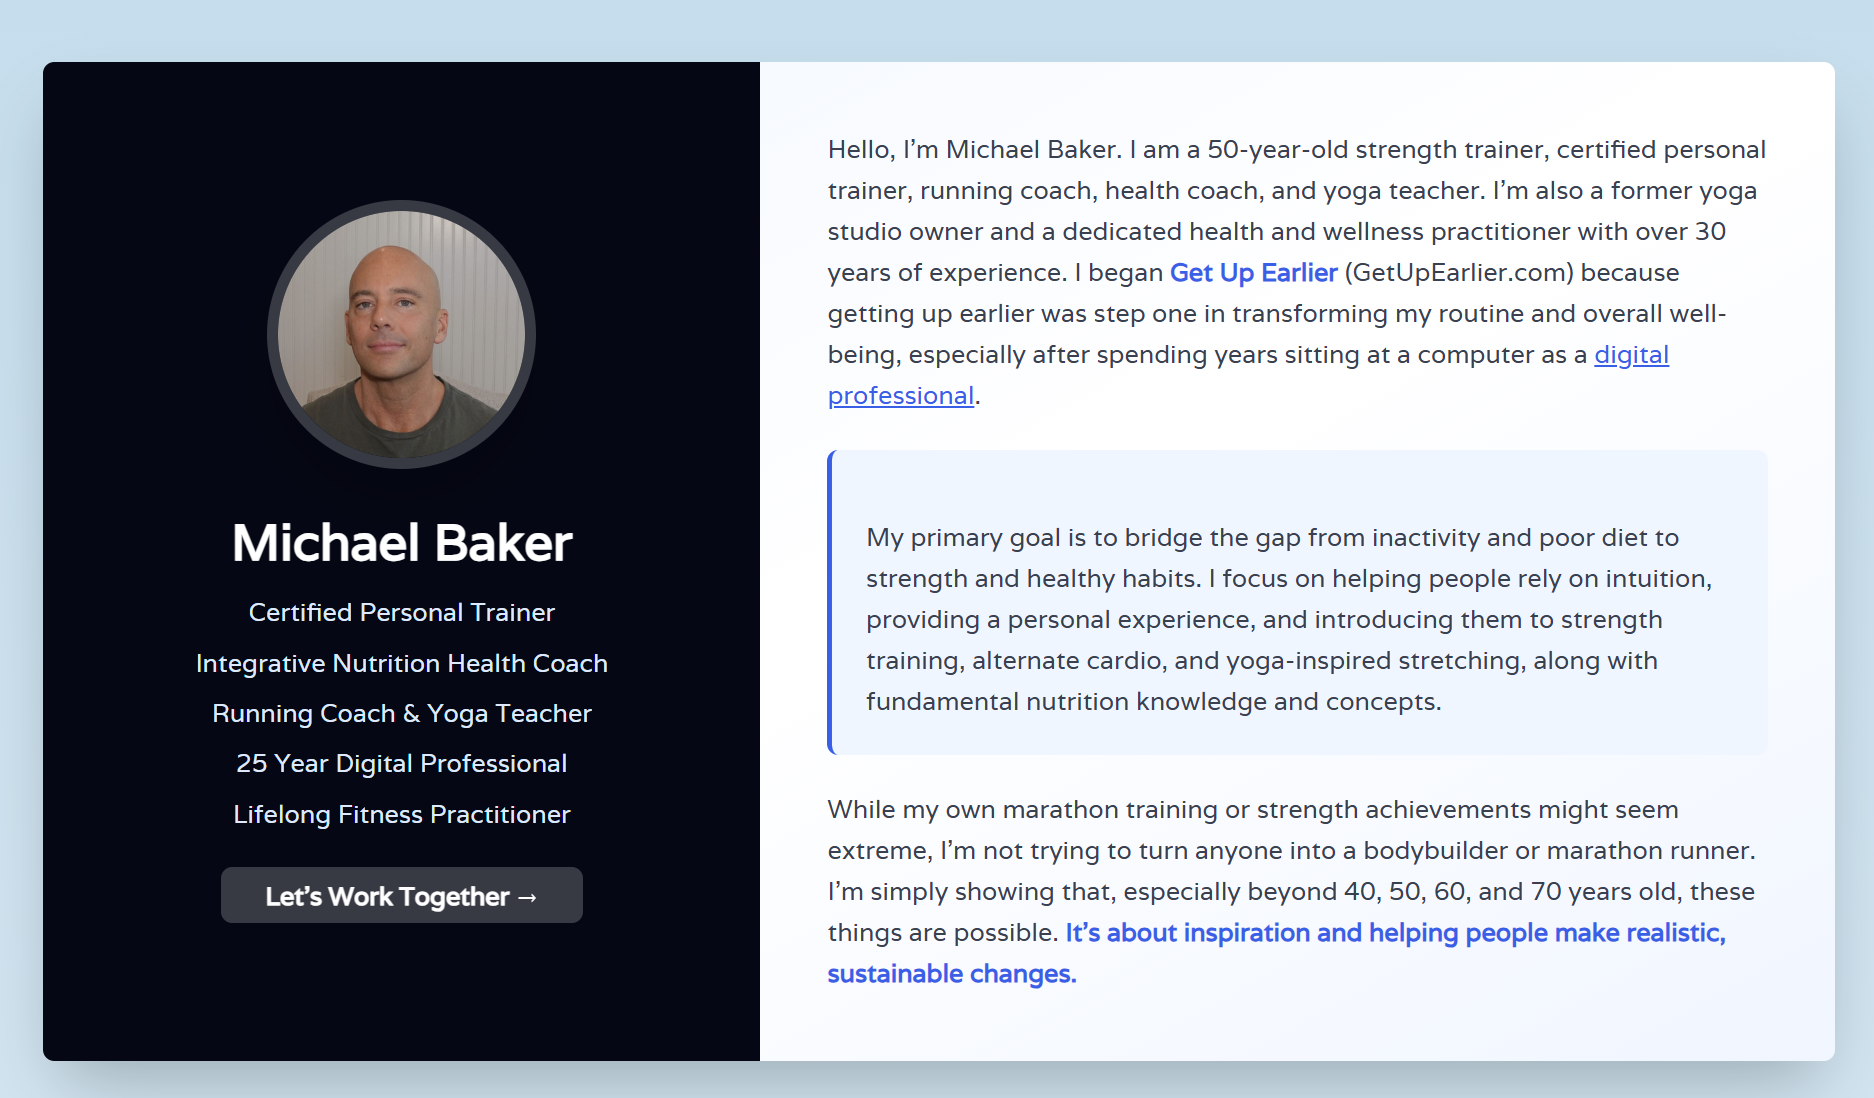 Michael Baker
Certified Personal Trainer
Integrative Nutrition Health Coach
Running Coach & Yoga Teacher
25 Year Digital Professional
Lifelong Fitness Practitioner
Let’s Work Together →
Hello, I’m Michael Baker. I am a 50-year-old strength trainer, certified personal
trainer, running coach, health coach, and yoga teacher. I’m also a former yoga
studio owner and a dedicated health and wellness practitioner with over 30
years of experience. I began Get Up Earlier (GetUpEarlier.com) because
getting up earlier was step one in transforming my routine and overall well-
being, especially after spending years sitting at a computer as a digital
professional.
My primary goal is to bridge the gap from inactivity and poor diet to
strength and healthy habits. I focus on helping people rely on intuition,
providing a personal experience, and introducing them to strength
training, alternate cardio, and yoga-inspired stretching, along with
fundamental nutrition knowledge and concepts.
While my own marathon training or strength achievements might seem
extreme, I’m not trying to turn anyone into a bodybuilder or marathon runner.
I’m simply showing that, especially beyond 40, 50, 60, and 70 years old, these
things are possible. It’s about inspiration and helping people make realistic,
sustainable changes.